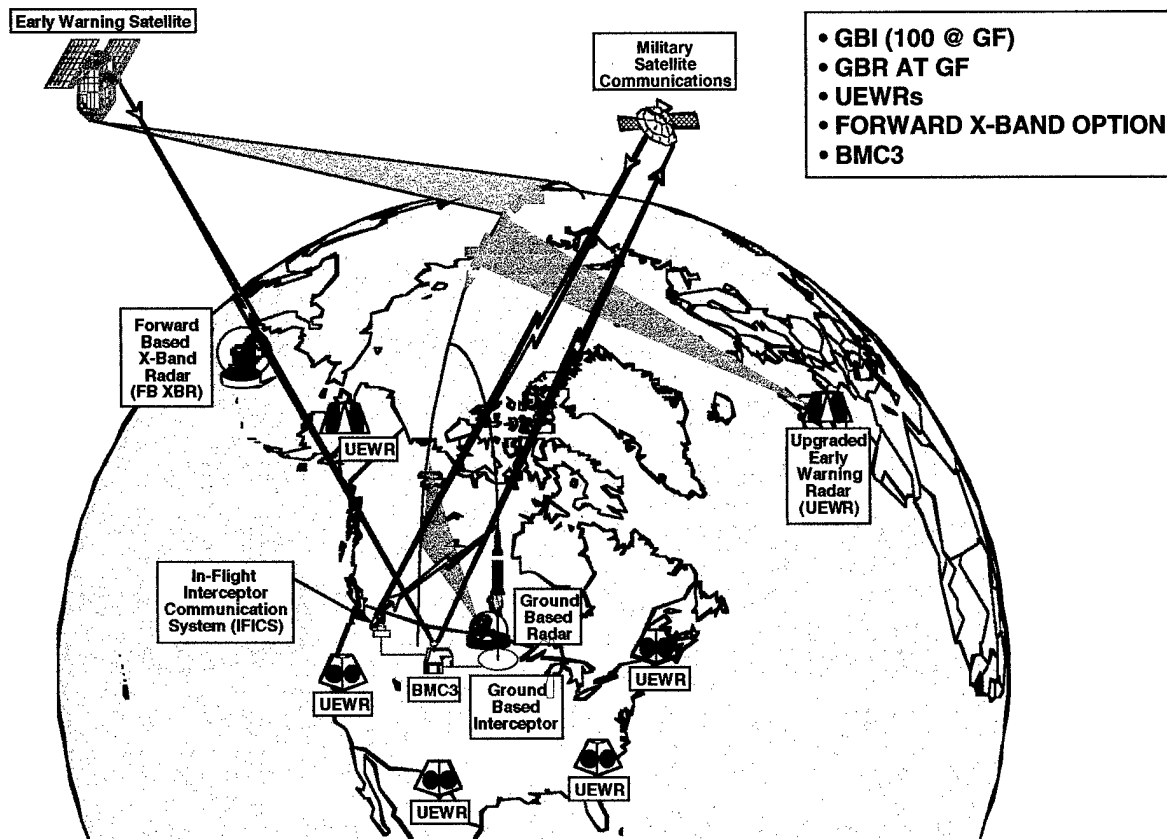 Early Warning Satellite
Military
Satellite
Communications
• GBI (100 @ GF)
• GBR AT GF
• UEWRs
• FORWARD X-BAND OPTION
• BMC3
Forward
Based
X-Band
Radar
(FB XBR)
UEWR
Upgraded
Early
Warning
Radar
(UEWR)
In-Flight
Interceptor
Communication
System (IFICS)
Ground
Based
Radar
UEWR
BMC3
Ground
Based
Interceptor
UEWR
UEWR
UEWR